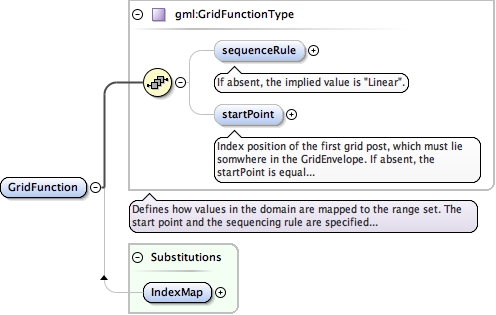 gml:GridFunctionType
sequenceRule
If absent, the implied value is "Linear".
startPoint
Index position of the first grid post, which must lie
somwhere in the GridEnvelope. If absent, the
startPoint is equal...
GridFunction
Defines how values in the domain are mapped to the range set. The
start point and the sequencing rule are specified...
Substitutions
IndexMap